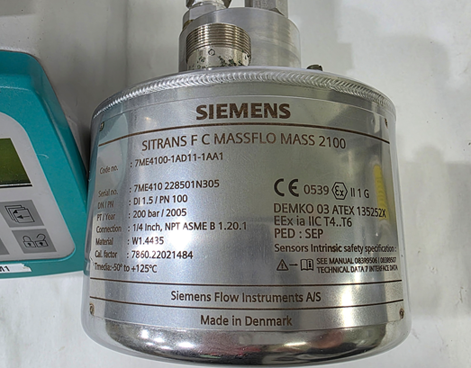 SIEMENS
SITRANS F C MASSFLO MASS 2100
Code no. : 7ME4100-1AD11-1AA1
Serial no. : 7ME410 228501N305
DN / PN : DI 1.5 / PN 100
PT / Year : 200 bar / 2005
Connection : 1/4 Inch, NPT ASME B 1.20.1
Material : W1.4435
Cal. factor : 7860.22021484
Tmedia:-50° to +125°C
CE 0539 Ex II 1 G
DEMKO 03 ATEX 135252X
EEx ia IIC T4..T6
PED : SEP
Sensors Intrinsic safety specification:
SEE MANUAL 083R9506 / 083R9507
TECHNICAL DATA / INTERFACE DATA
Siemens Flow Instruments A/S
Made in Denmark